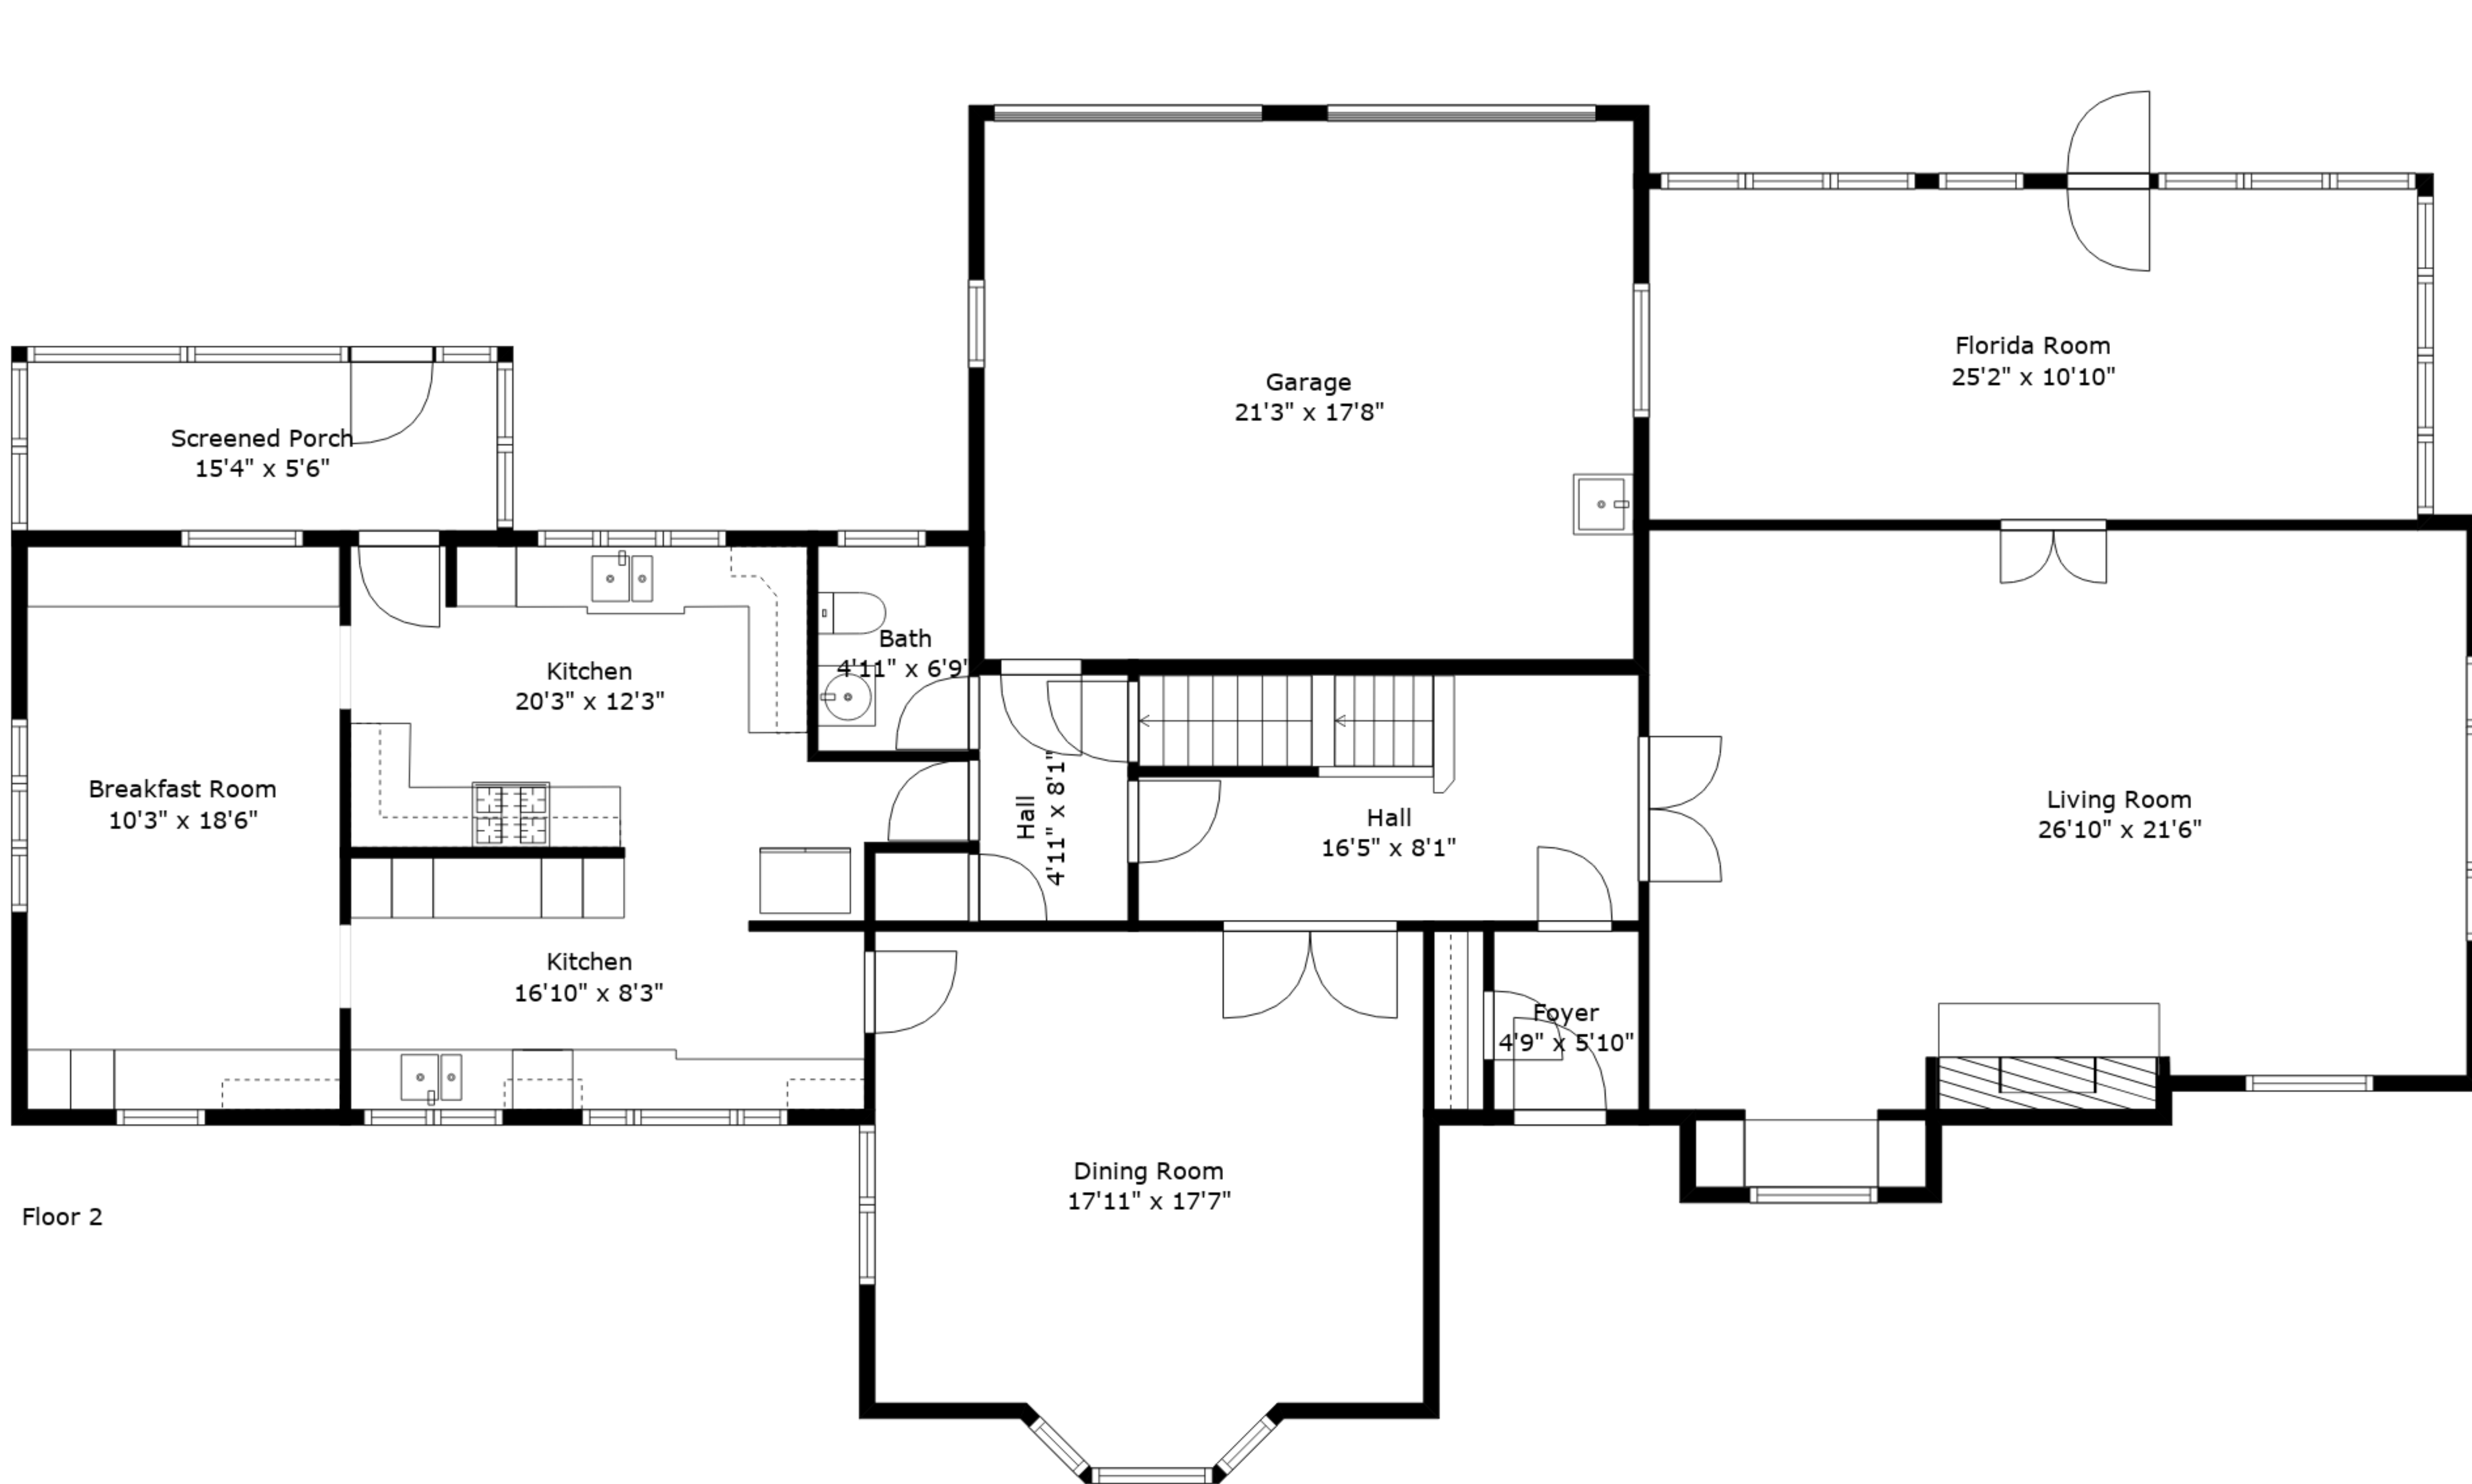 Garage
21'3" x 17'8"
Florida Room
25'2" x 10'10"
Screened Porch
15'4" x 5'6"
Bath
4'11" x 6'9"
Kitchen
20'3" x 12'3"
Breakfast Room
10'3" x 18'6"
Hall
4'11" x 8'1"
Hall
16'5" x 8'1"
Living Room
26'10" x 21'6"
Kitchen
16'10" x 8'3"
Foyer
4'9" x 5'10"
Dining Room
17'11" x 17'7"
Floor 2